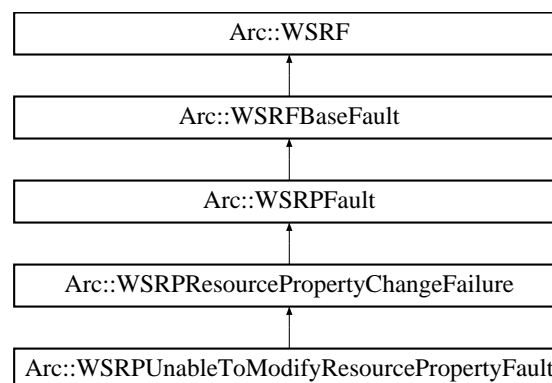 Arc::WSRF
Arc::WSRFBaseFault
Arc::WSRPFault
Arc::WSRPResourcePropertyChangeFailure
Arc::WSRPUnableToModifyResourcePropertyFault